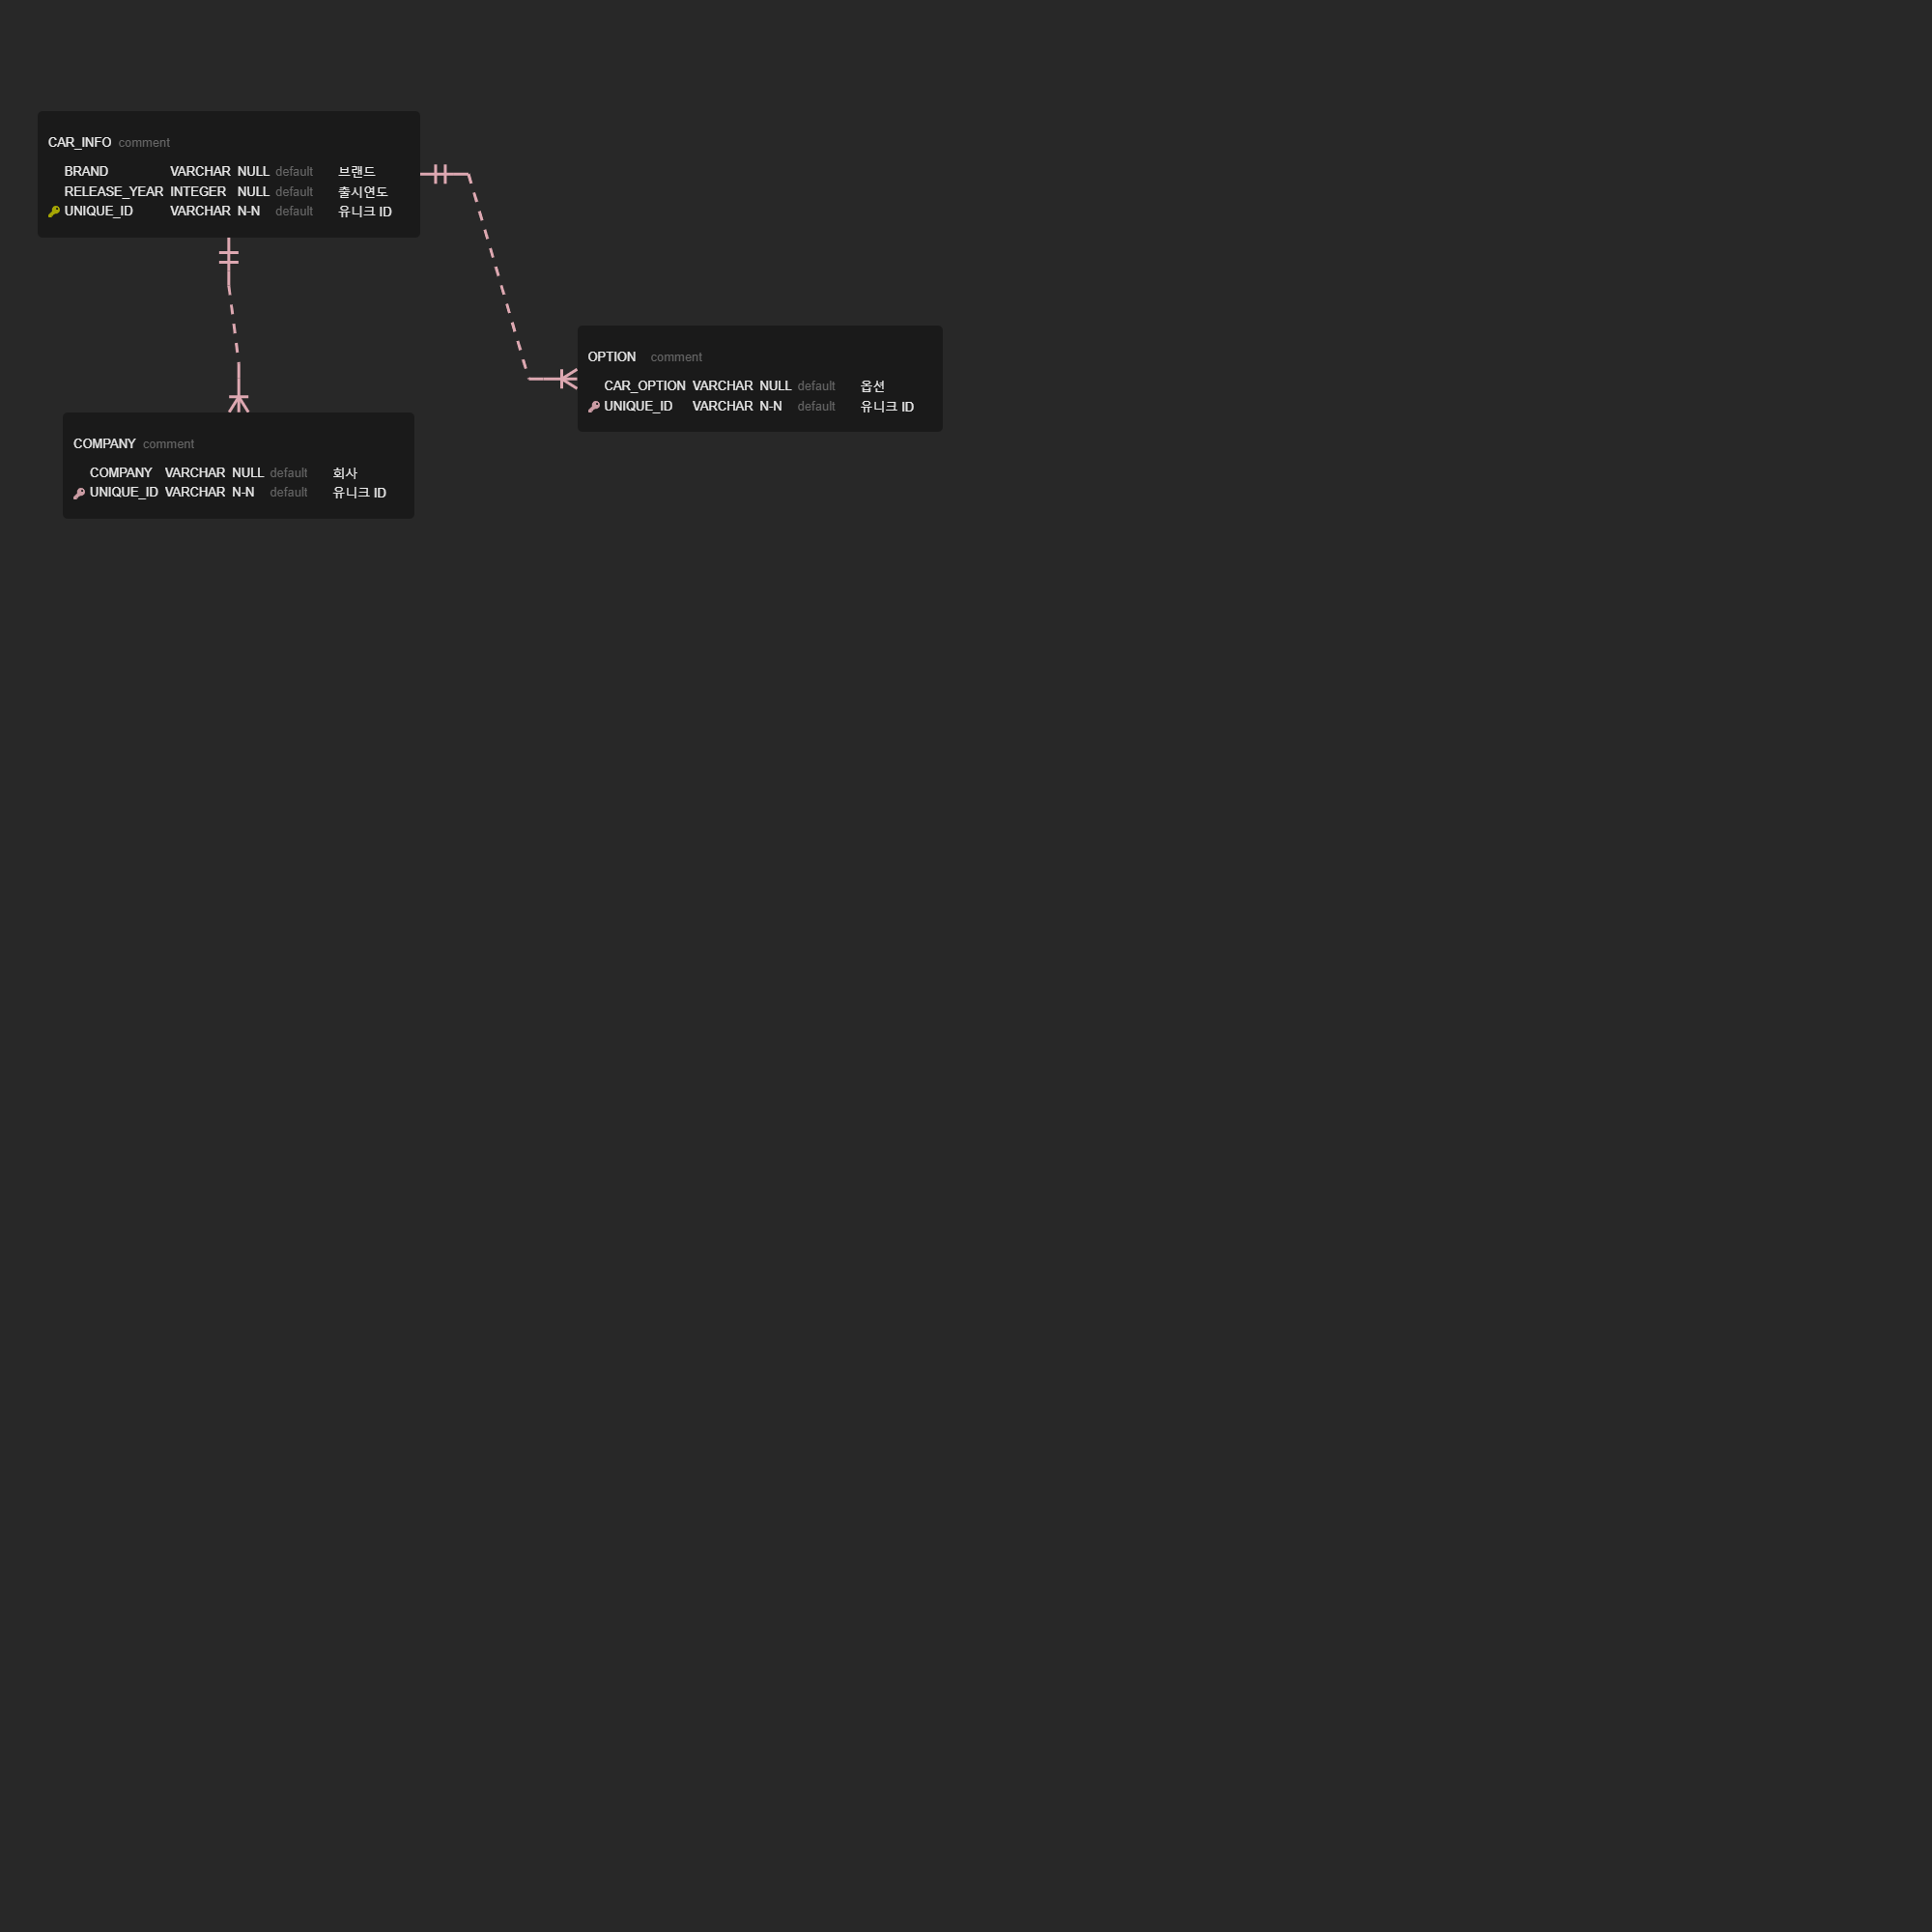 CAR_INFO comment
BRAND VARCHAR NULL default 브랜드
RELEASE_YEAR INTEGER NULL default 출시연도
UNIQUE_ID VARCHAR N-N default 유니크 ID
OPTION comment
CAR_OPTION VARCHAR NULL default 옵션
UNIQUE_ID VARCHAR N-N default 유니크 ID
COMPANY comment
COMPANY VARCHAR NULL default 회사
UNIQUE_ID VARCHAR N-N default 유니크 ID